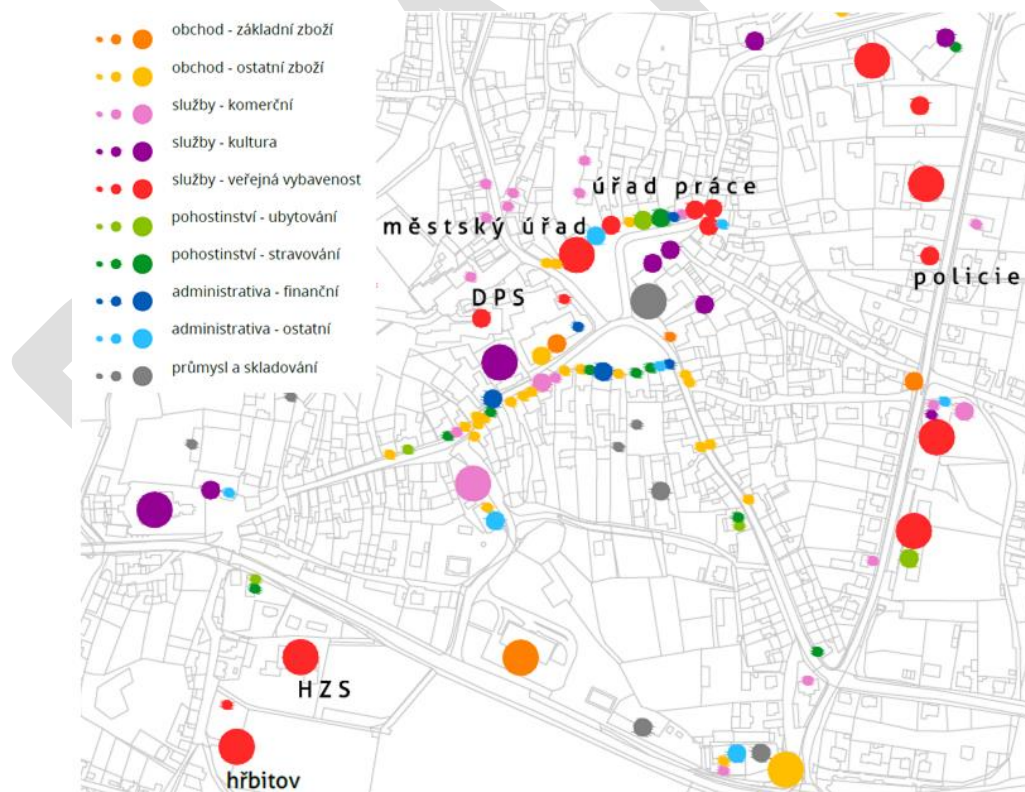 obchod - základní zboží
obchod - ostatní zboží
služby - komerční
služby - kultura
služby - veřejná vybavenost
pohostinství - ubytování
pohostinství - stravování
administrativa - finanční
administrativa - ostatní
průmysl a skladování
úřad práce
městský úřad
policie
DPS
HZS
hřbitov